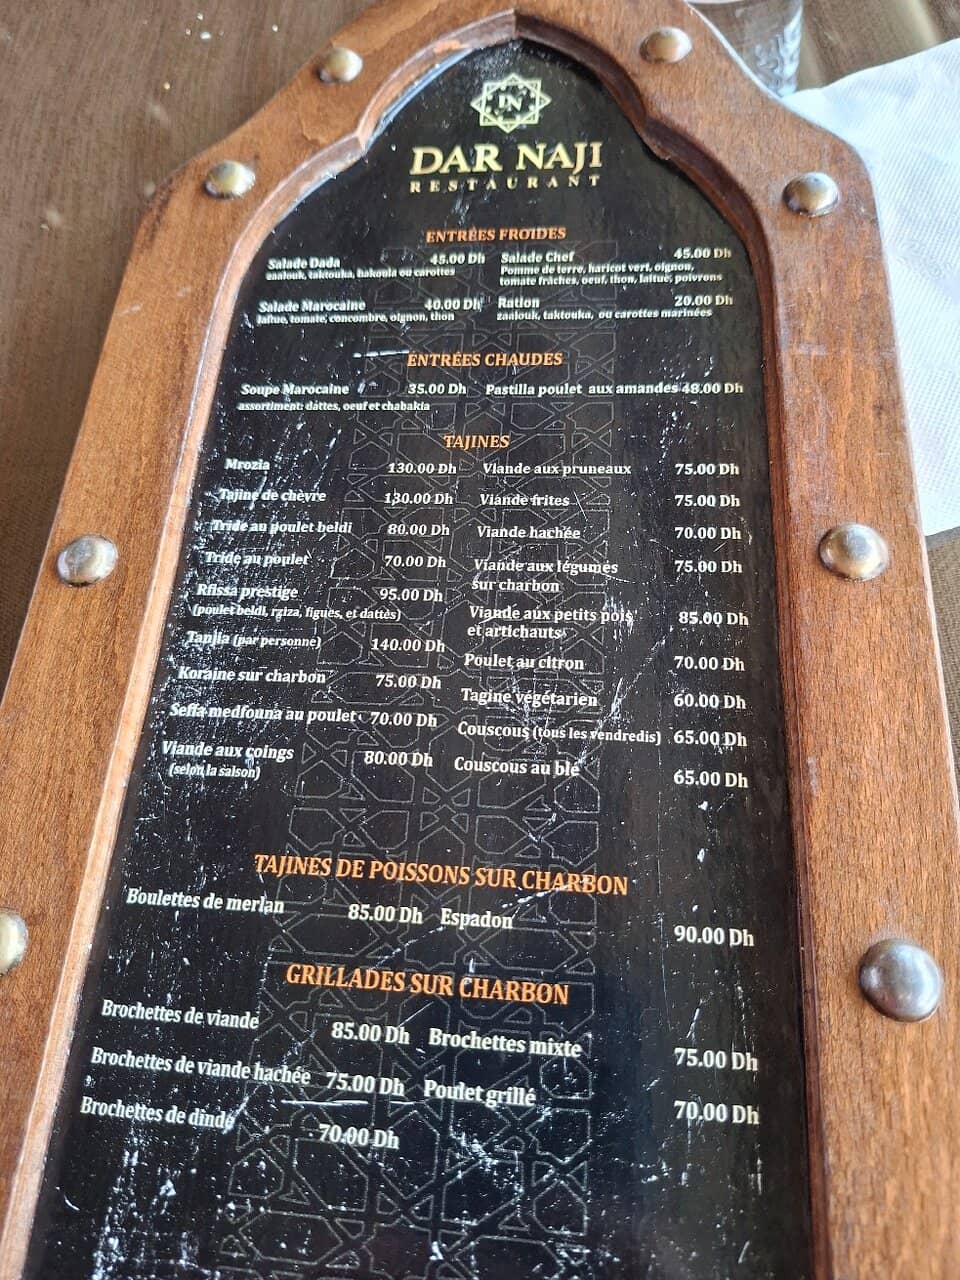 JN
DAR NAJI
RESTAURANT
ENTRÉES FROIDES
Salade Dada 45.00 Dh
zaalouk, taktouka, bakoula ou carottes
Salade Chef 45.00 Dh
Pomme de terre, haricot vert, oignon,
tomate fraîches, oeuf, thon, laitue, poivrons
Salade Marocaine 40.00 Dh
laitue, tomate, concombre, oignon, thon
Ration 20.00 Dh
zaalouk, taktouka, ou carottes marinées
ENTRÉES CHAUDES
Soupe Marocaine 35.00 Dh
assortiment: dattes, oeuf et chabakia
Pastilla poulet aux amandes 48.00 Dh
TAJINES
Mrozia 130.00 Dh
Tajine de chèvre 130.00 Dh
Tride au poulet beldi 80.00 Dh
Tride au poulet 70.00 Dh
Rfissa prestige 95.00 Dh
(poulet beldi, rziza, figues, et dattes)
Tanjia (par personne) 140.00 Dh
Koraine sur charbon 75.00 Dh
Seffa medfouna au poulet 70.00 Dh
Viande aux coings 80.00 Dh
(selon la saison)
Viande aux pruneaux 75.00 Dh
Viande frites 75.00 Dh
Viande hachée 70.00 Dh
Viande aux légumes 75.00 Dh
sur charbon
Viande aux petits pois 85.00 Dh
et artichauts
Poulet au citron 70.00 Dh
Tagine végétarien 60.00 Dh
Couscous (tous les vendredis) 65.00 Dh
Couscous au blé 65.00 Dh
TAJINES DE POISSONS SUR CHARBON
Boulettes de merlan 85.00 Dh
Espadon 90.00 Dh
GRILLADES SUR CHARBON
Brochettes de viande 85.00 Dh
Brochettes de viande hachée 75.00 Dh
Brochettes de dinde 70.00 Dh
Brochettes mixte 75.00 Dh
Poulet grillé 70.00 Dh